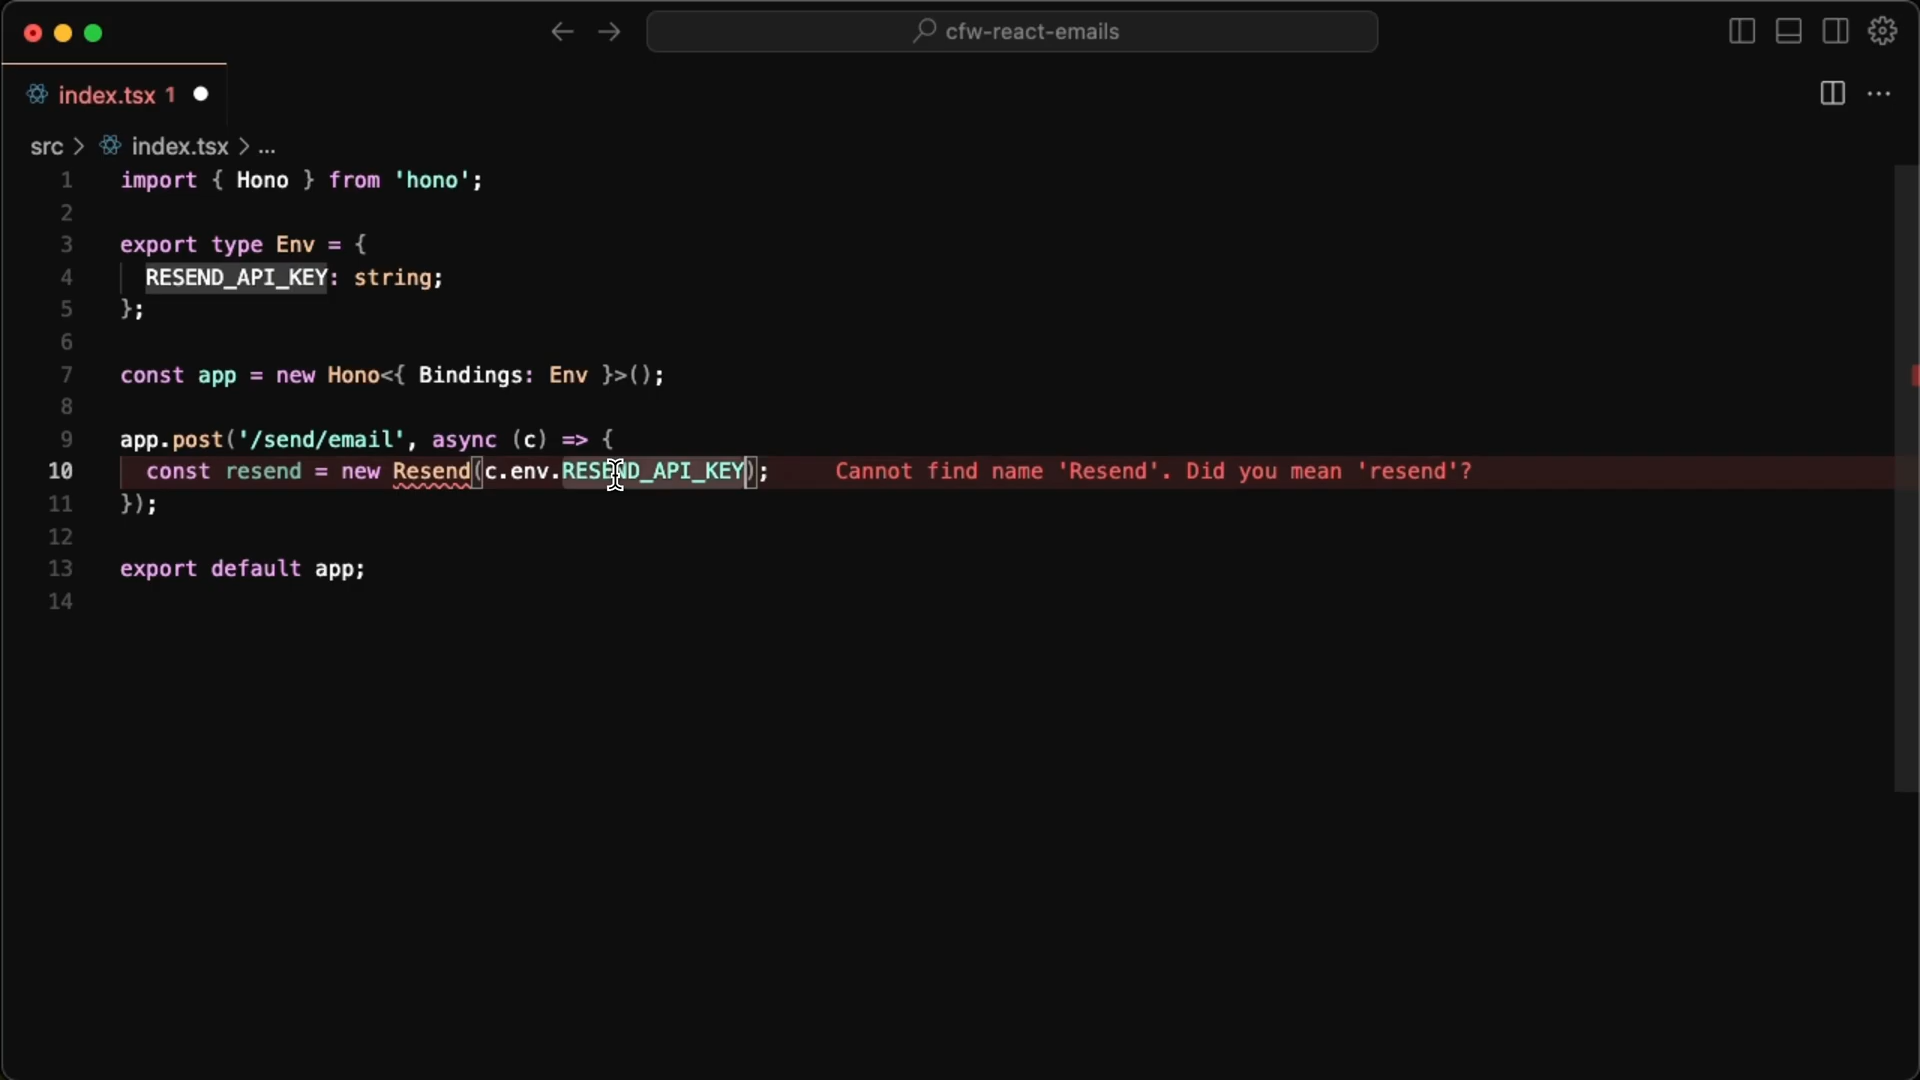 cfw-react-emails
index.tsx 1
src > index.tsx > ...
1 import { Hono } from 'hono';
2
3 export type Env = {
4 RESEND_API_KEY: string;
5 };
6
7 const app = new Hono<{ Bindings: Env }>();
8
9 app.post('/send/email', async (c) => {
10 const resend = new Resend(c.env.RESEND_API_KEY); Cannot find name 'Resend'. Did you mean 'resend'?
11 });
12
13 export default app;
14